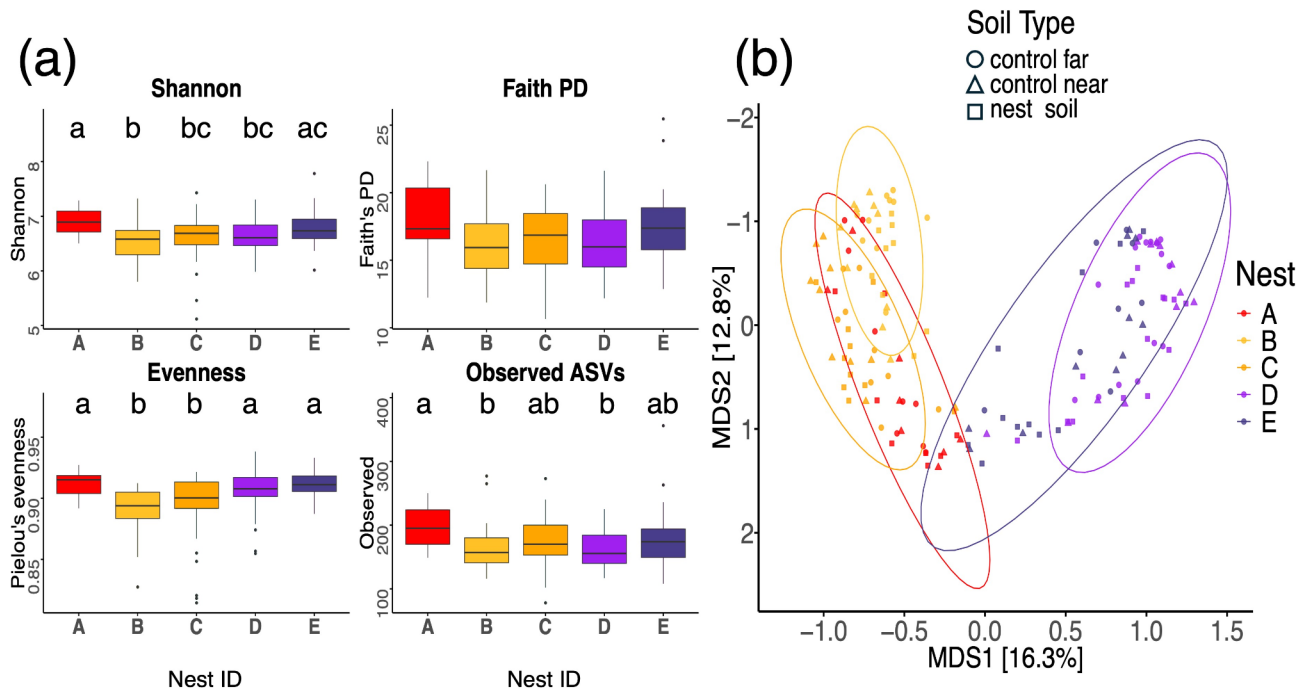 (a)
Shannon
a b bc bc ac
Shannon
8
7
6
5
A B C D E
Faith PD
Faith's PD
25
20
15
10
A B C D E
Evenness
a b b a a
Pielou's evenness
0.95
0.90
0.85
A B C D E
Nest ID
Observed ASVs
a b ab b ab
Observed
400
300
200
100
A B C D E
Nest ID
(b)
Soil Type
control far
control near
nest soil
MDS2 [12.8%]
−2
−1
0
1
2
−1.0 −0.5 0.0 0.5 1.0 1.5
MDS1 [16.3%]
Nest
A
B
C
D
E